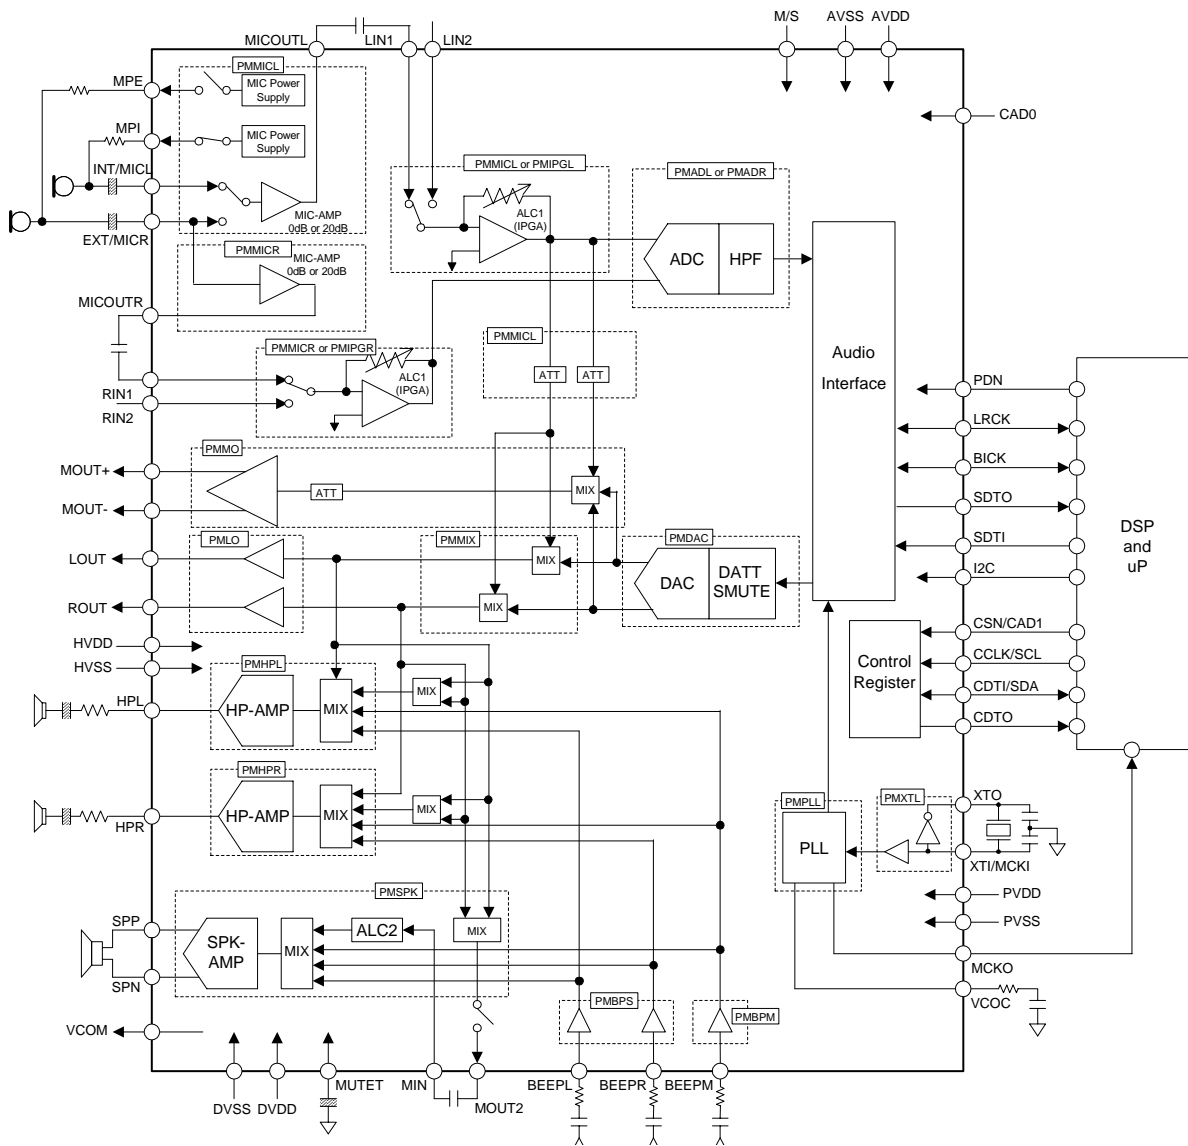 M/S
AVSS
AVDD
MICOUTL
LIN1
LIN2
PMMICL
MPE
MIC Power
Supply
CAD0
MPI
MIC Power
Supply
INT/MICL
PMMICL or PMIPGL
PMADL or PMADR
ALC1
(IPGA)
MIC-AMP
0dB or 20dB
EXT/MICR
PMMICR
MIC-AMP
0dB or 20dB
ADC
HPF
MICOUTR
PMMICL
PMMICR or PMIPGR
Audio
Interface
ATT
ATT
ALC1
(IPGA)
RIN1
RIN2
PDN
LRCK
PMMO
MOUT+
BICK
ATT
MIX
SDTO
MOUT-
DSP
and
uP
PMLO
PMMIX
PMDAC
LOUT
MIX
SDTI
DAC
DATT
SMUTE
I2C
ROUT
MIX
CSN/CAD1
HVDD
HVSS
PMHPL
CCLK/SCL
Control
Register
HPL
HP-AMP
MIX
MIX
CDTI/SDA
CDTO
PMHPR
HP-AMP
MIX
MIX
HPR
PMPLL
PMXTL
XTO
PLL
XTI/MCKI
PMSPK
PVDD
SPP
ALC2
MIX
PVSS
SPK-
AMP
MIX
SPN
MCKO
VCOC
PMBPS
PMBPM
VCOM
DVSS
DVDD
MUTET
MIN
MOUT2
BEEPL
BEEPR
BEEPM